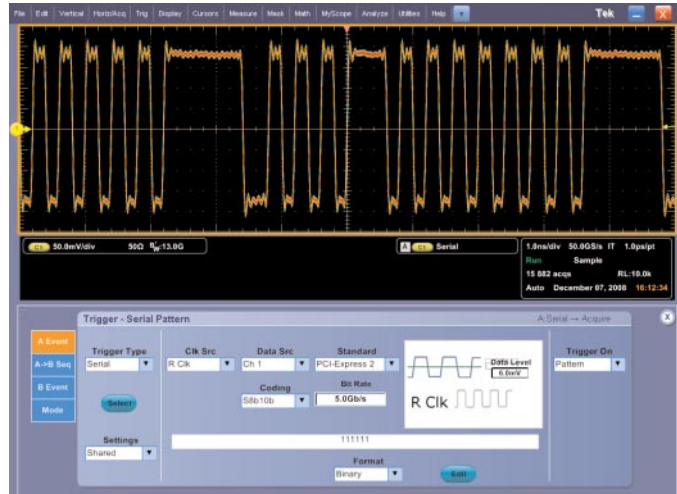 File Edit Vertical Horiz/Acq Trig Display Cursors Measure Mask Math MyScope Analyze Utilities Help Tek X
C1 50.0mV/div 50Ω BW:13.0G
A C1 Serial
1.0ns/div 50.0GS/s IT 1.0ps/pt
Run Sample
15 082 acqs RL:10.0k
Auto December 07, 2008 16:12:34
Trigger - Serial Pattern A:Serial → Acquire X
A Event
A->B Seq
B Event
Mode
Trigger Type
Serial
Select
Settings
Shared
Clk Src
R Clk
Data Src
Ch 1
Standard
PCI-Express 2
Coding
S8b10b
Bit Rate
5.0Gb/s
Data Level
6.0mV
R Clk
Trigger On
Pattern
111111
Format
Binary
Edit